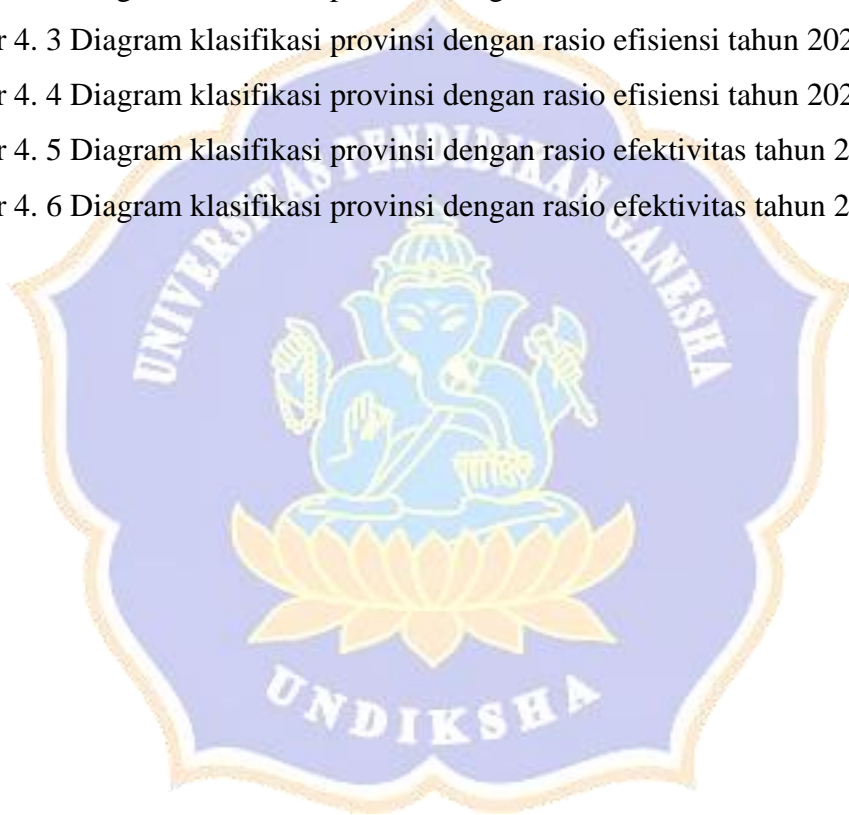 r 4. 3 Diagram klasifikasi provinsi dengan rasio efisiensi tahun 202
r 4. 4 Diagram klasifikasi provinsi dengan rasio efisiensi tahun 202
r 4. 5 Diagram klasifikasi provinsi dengan rasio efektivitas tahun 2
r 4. 6 Diagram klasifikasi provinsi dengan rasio efektivitas tahun 2
UNIVERSITAS PENDIDIKAN GANESHA
UNDIKSHA